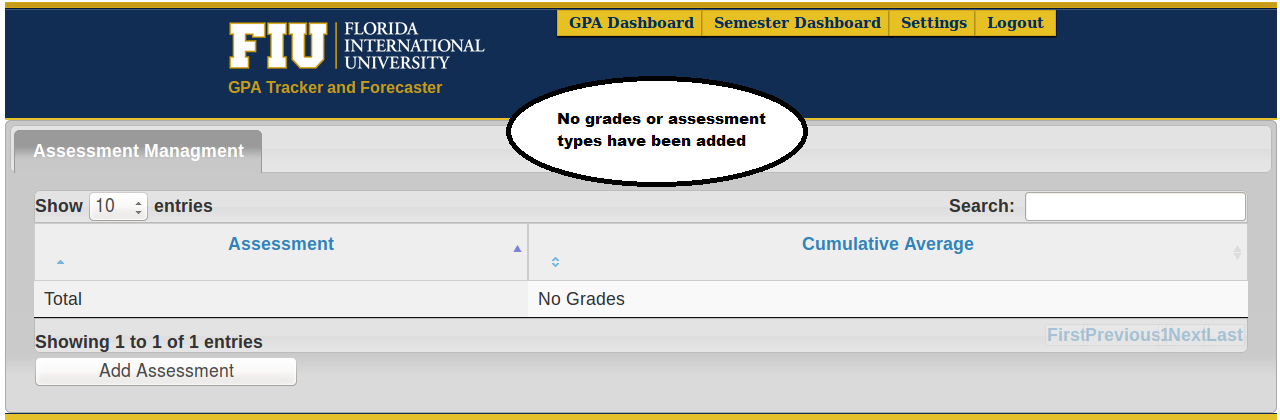 GPA Dashboard Semester Dashboard Settings Logout
FIU FLORIDA
INTERNATIONAL
UNIVERSITY
GPA Tracker and Forecaster
No grades or assessment
types have been added
Assessment Managment
Show 10 entries Search:
Assessment Cumulative Average
Total No Grades
Showing 1 to 1 of 1 entries FirstPrevious1NextLast
Add Assessment